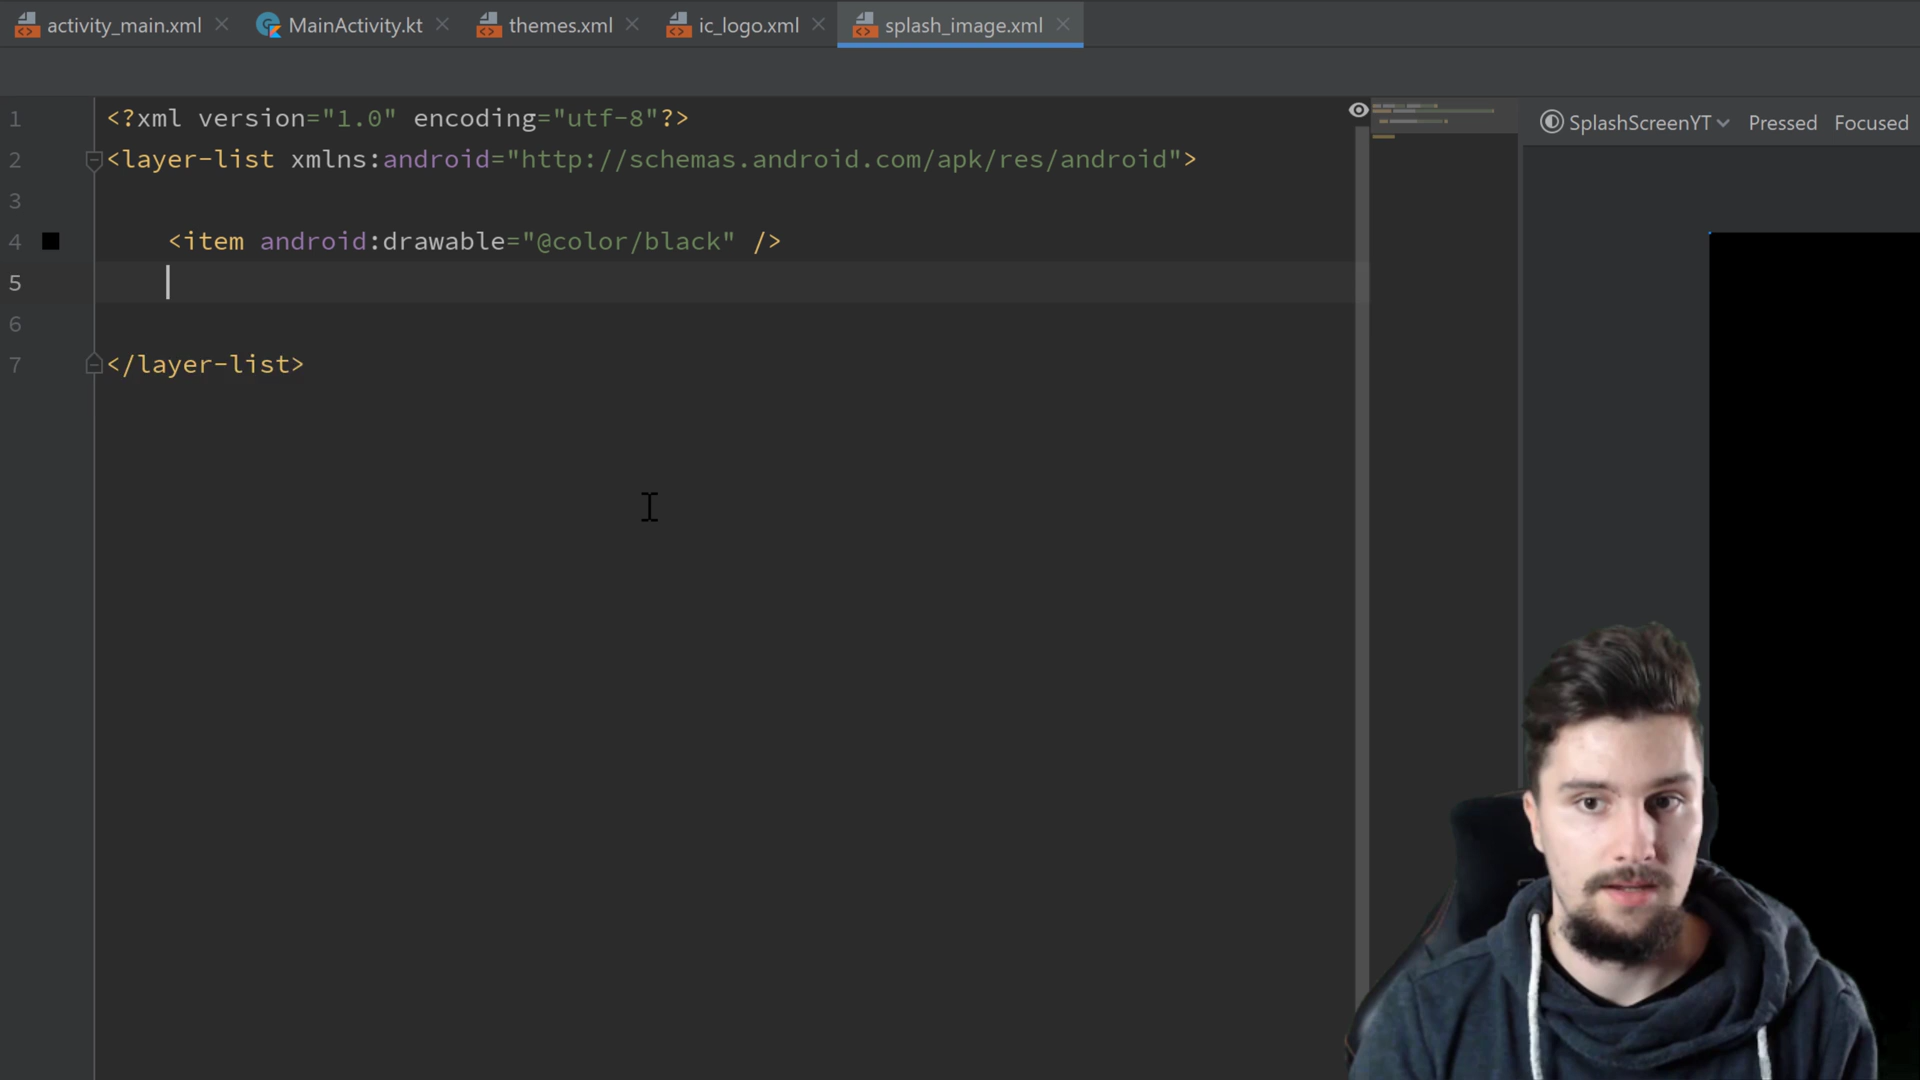 activity_main.xml MainActivity.kt themes.xml ic_logo.xml splash_image.xml
SplashScreenYT Pressed Focused
1 <?xml version="1.0" encoding="utf-8"?>
2 <layer-list xmlns:android="http://schemas.android.com/apk/res/android">
3
4 <item android:drawable="@color/black" />
5
6
7 </layer-list>